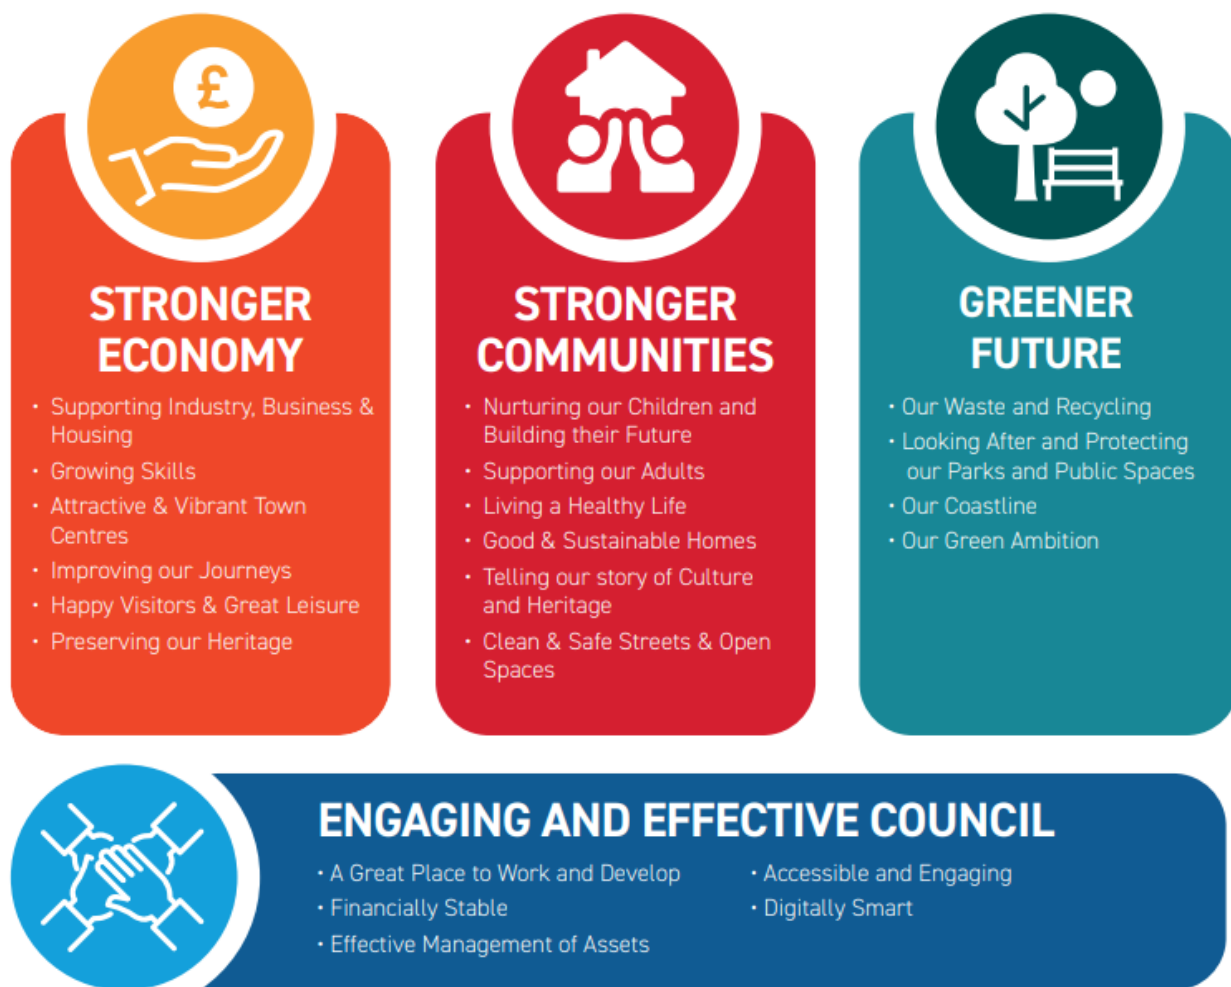 £
STRONGER
ECONOMY
• Supporting Industry, Business &
Housing
• Growing Skills
• Attractive & Vibrant Town
Centres
• Improving our Journeys
• Happy Visitors & Great Leisure
• Preserving our Heritage
STRONGER
COMMUNITIES
• Nurturing our Children and
Building their Future
• Supporting our Adults
• Living a Healthy Life
• Good & Sustainable Homes
• Telling our story of Culture
and Heritage
• Clean & Safe Streets & Open
Spaces
GREENER
FUTURE
• Our Waste and Recycling
• Looking After and Protecting
our Parks and Public Spaces
• Our Coastline
• Our Green Ambition
ENGAGING AND EFFECTIVE COUNCIL
• A Great Place to Work and Develop
• Financially Stable
• Effective Management of Assets
• Accessible and Engaging
• Digitally Smart